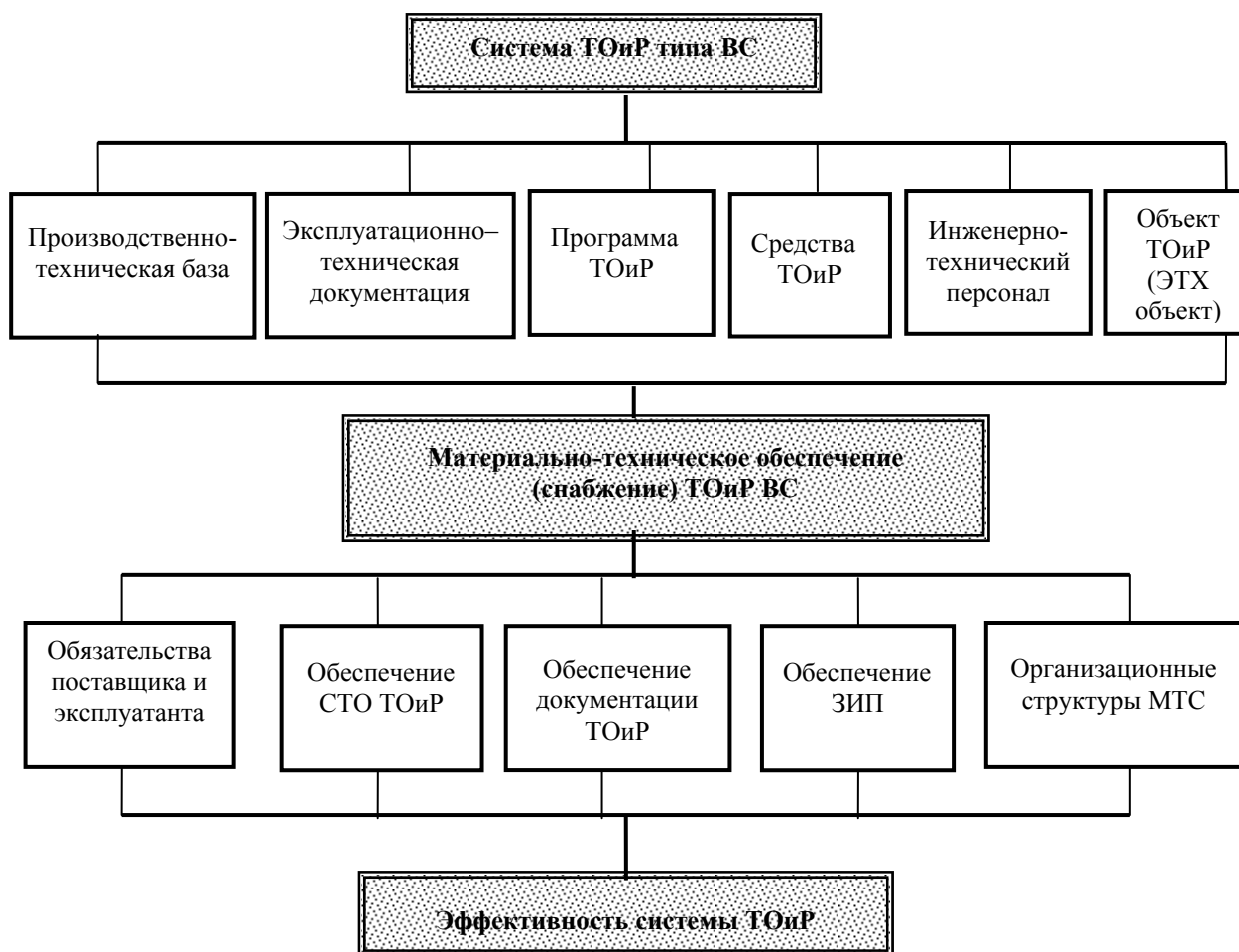 Система ТОиР типа ВС
Производственно-
техническая база
Эксплуатационно–
техническая
документация
Программа
ТОиР
Средства
ТОиР
Инженерно-
технический
персонал
Объект
ТОиР
(ЭТХ
объект)
Материально-техническое обеспечение
(снабжение) ТОиР ВС
Обязательства
поставщика и
эксплуатанта
Обеспечение
СТО ТОиР
Обеспечение
документации
ТОиР
Обеспечение
ЗИП
Организационные
структуры МТС
Эффективность системы ТОиР